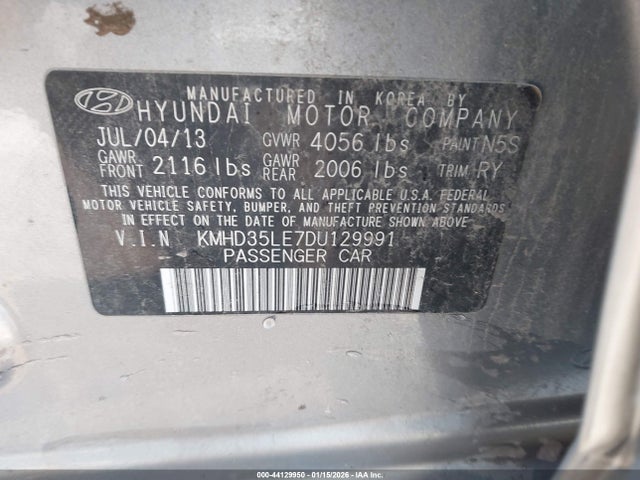 MANUFACTURED IN KOREA BY
HYUNDAI MOTOR COMPANY
JUL/04/13 GVWR 4056 lbs PAINT N5S
GAWR FRONT 2116 lbs GAWR REAR 2006 lbs TRIM RY
THIS VEHICLE CONFORMS TO ALL APPLICABLE U.S.A. FEDERAL
MOTOR VEHICLE SAFETY, BUMPER, AND THEFT PREVENTION STANDARDS
IN EFFECT ON THE DATE OF MANUFACTURE SHOWN ABOVE
V.I.N KMHD35LE7DU129991
PASSENGER CAR
000-44129950 - 01/15/2026 - IAAI.CA